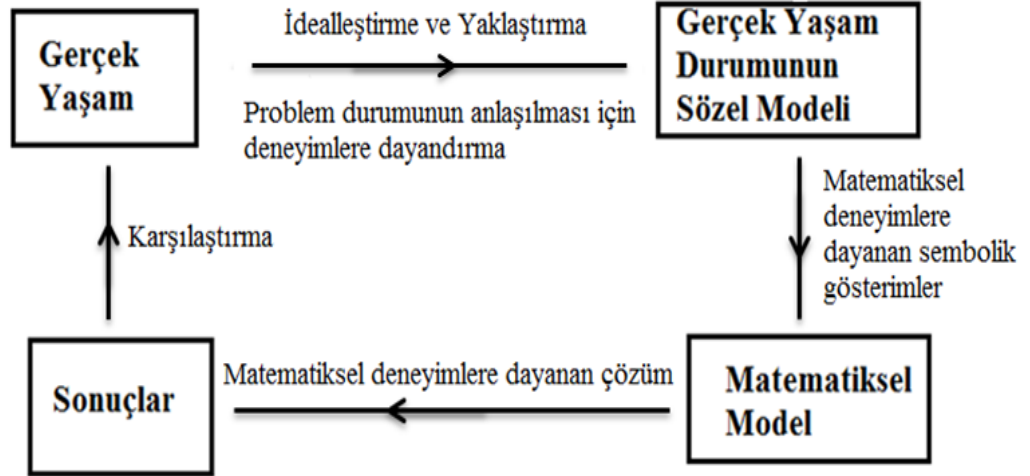 Gerçek
Yaşam
İdealleştirme ve Yaklaştırma
Problem durumunun anlaşılması için
deneyimlere dayandırma
Gerçek Yaşam
Durumunun
Sözel Modeli
Matematiksel
deneyimlere
dayanan sembolik
gösterimler
Karşılaştırma
Matematiksel
Model
Matematiksel deneyimlere dayanan çözüm
Sonuçlar